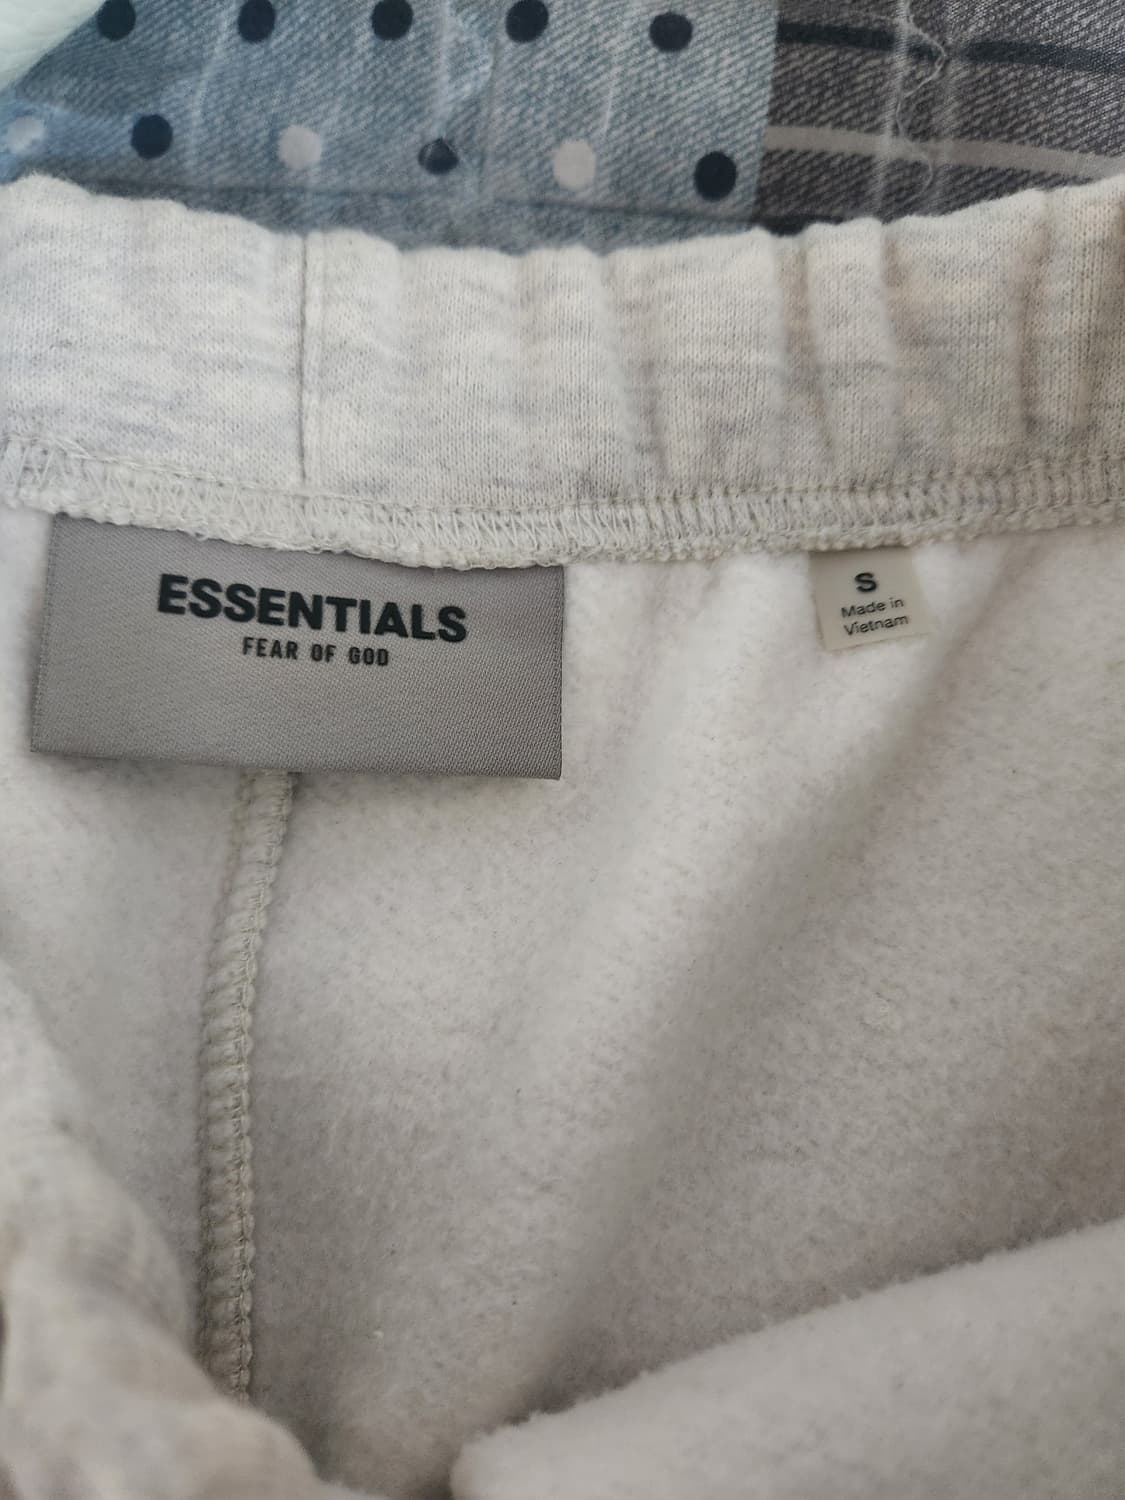 ESSENTIALS
FEAR OF GOD
S
Made in
Vietnam